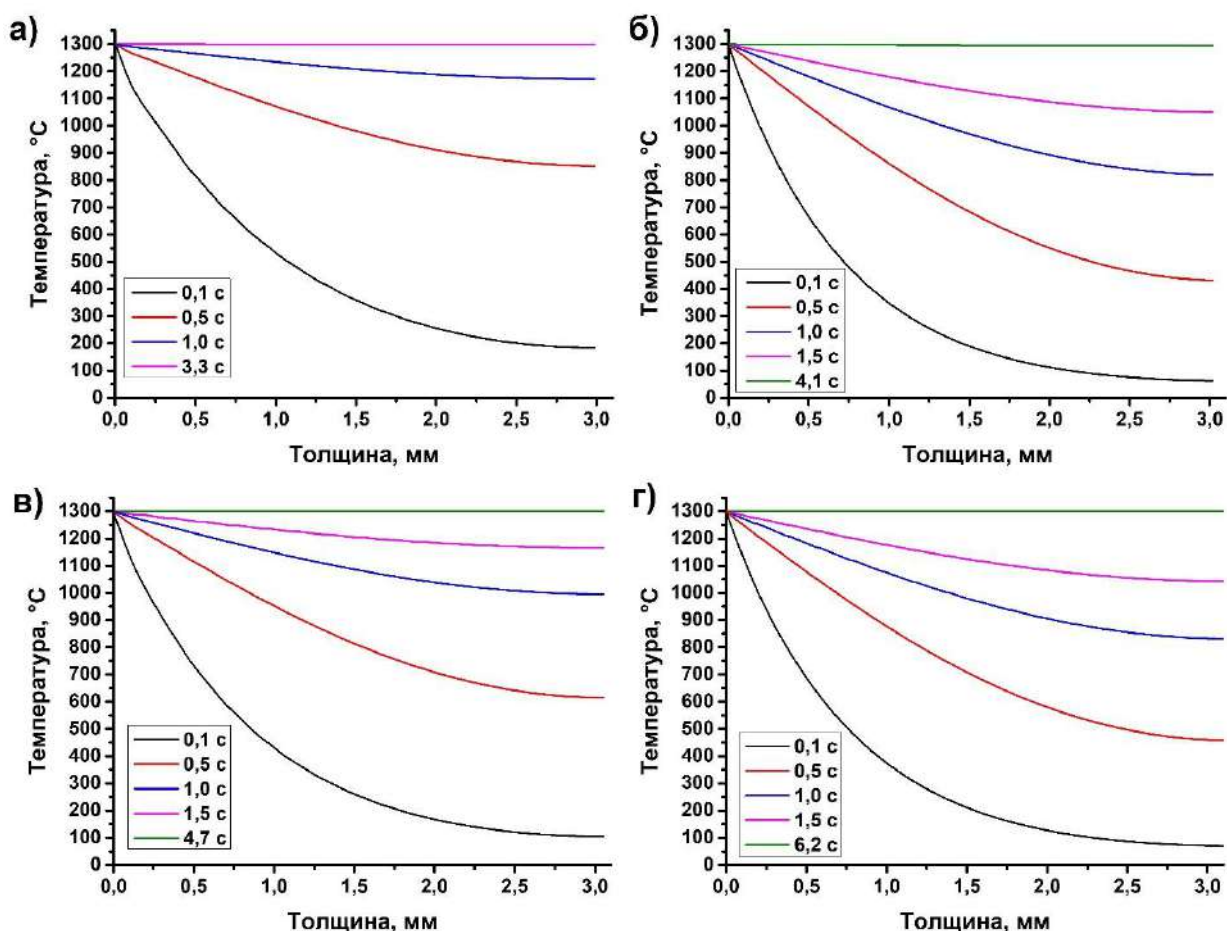 а)
1300
1200
1100
1000
900
800
700
600
500
400
300
200
100
0
Температура, °C
0,1 с
0,5 с
1,0 с
3,3 с
0,0 0,5 1,0 1,5 2,0 2,5 3,0
Толщина, мм
б)
1300
1200
1100
1000
900
800
700
600
500
400
300
200
100
0
Температура, °C
0,1 с
0,5 с
1,0 с
1,5 с
4,1 с
0,0 0,5 1,0 1,5 2,0 2,5 3,0
Толщина, мм
в)
1300
1200
1100
1000
900
800
700
600
500
400
300
200
100
0
Температура, °C
0,1 с
0,5 с
1,0 с
1,5 с
4,7 с
0,0 0,5 1,0 1,5 2,0 2,5 3,0
Толщина, мм
г)
1300
1200
1100
1000
900
800
700
600
500
400
300
200
100
0
Температура, °C
0,1 с
0,5 с
1,0 с
1,5 с
6,2 с
0,0 0,5 1,0 1,5 2,0 2,5 3,0
Толщина, мм